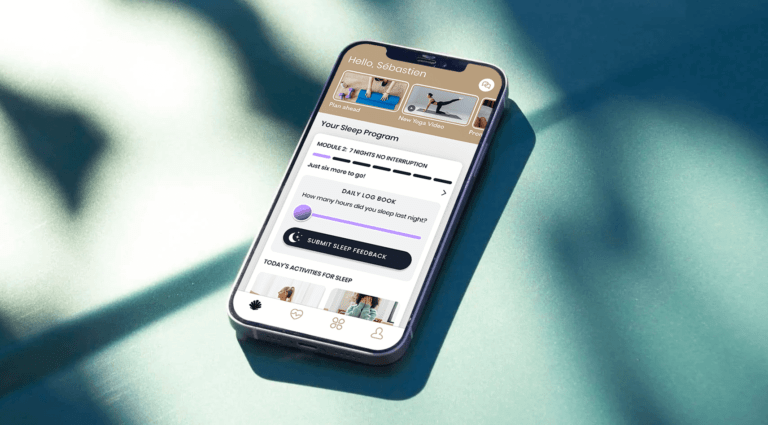 Hello, Sébastien
Plan ahead
New Yoga Video
Your Sleep Program
MODULE 2: 7 NIGHTS NO INTERRUPTION
Just six more to go!
DAILY LOG BOOK
How many hours did you sleep last night?
SUBMIT SLEEP FEEDBACK
TODAY'S ACTIVITIES FOR SLEEP